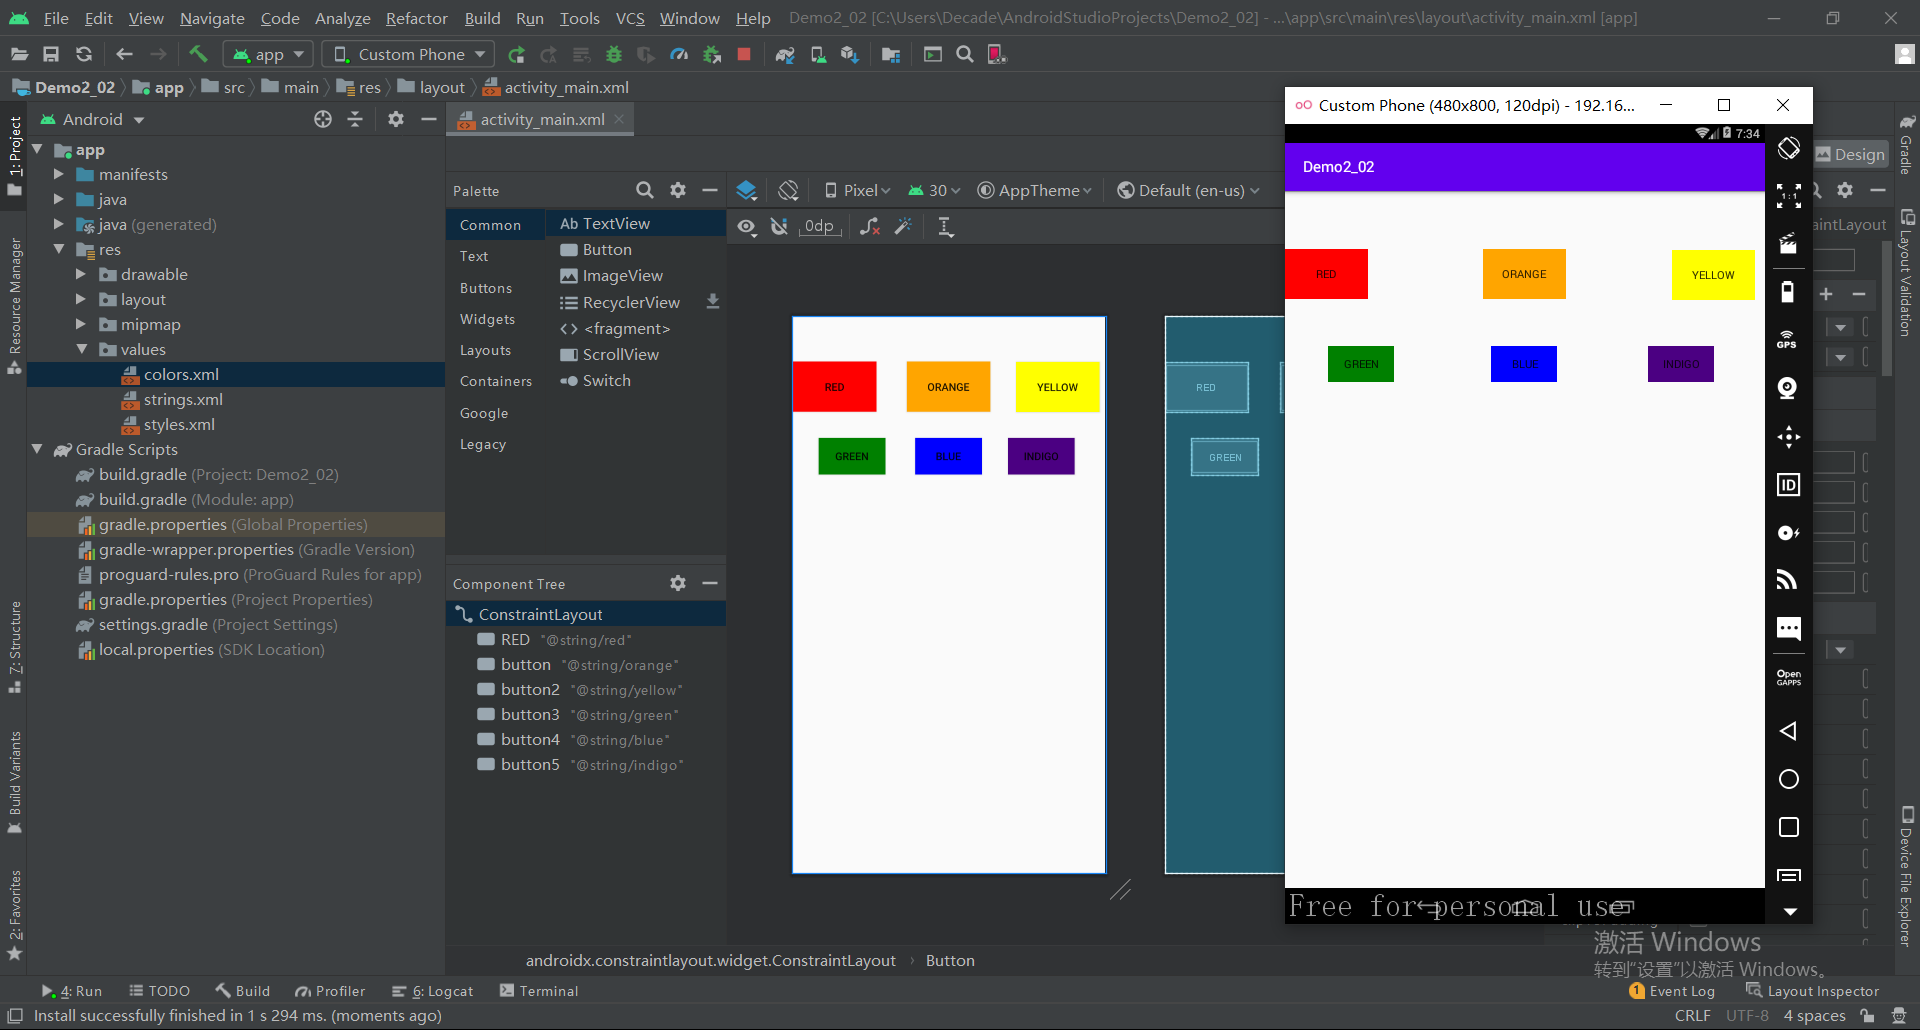 File Edit View Navigate Code Analyze Refactor Build Run Tools VCS Window Help Demo2_02 [C:\Users\Decade\AndroidStudioProjects\Demo2_02] - ...\app\src\main\res\layout\activity_main.xml [app]
app Custom Phone
Demo2_02 app src main res layout activity_main.xml
Custom Phone (480x800, 120dpi) - 192.16...
1: Project
Resource Manager
Z: Structure
Build Variants
2: Favorites
Android
app
manifests
java
java (generated)
res
drawable
layout
mipmap
values
colors.xml
strings.xml
styles.xml
Gradle Scripts
build.gradle (Project: Demo2_02)
build.gradle (Module: app)
gradle.properties (Global Properties)
gradle-wrapper.properties (Gradle Version)
proguard-rules.pro (ProGuard Rules for app)
gradle.properties (Project Properties)
settings.gradle (Project Settings)
local.properties (SDK Location)
activity_main.xml
Palette
Common
Text
Buttons
Widgets
Layouts
Containers
Google
Legacy
Ab TextView
Button
ImageView
RecyclerView
<fragment>
ScrollView
Switch
Component Tree
ConstraintLayout
RED "@string/red"
button "@string/orange"
button2 "@string/yellow"
button3 "@string/green"
button4 "@string/blue"
button5 "@string/indigo"
Pixel 30 AppTheme Default (en-us)
0dp
RED ORANGE YELLOW
GREEN BLUE INDIGO
RED
GREEN
7:34
Demo2_02
RED ORANGE YELLOW
GREEN BLUE INDIGO
Free for personal use
1:1
GPS
ID
Open
GAPPS
Design
aintLayout
Gradle
Layout Validation
Device File Explorer
激活 Windows
转到"设置"以激活 Windows。
androidx.constraintlayout.widget.ConstraintLayout Button
4: Run TODO Build Profiler 6: Logcat Terminal
1 Event Log Layout Inspector
Install successfully finished in 1 s 294 ms. (moments ago)
CRLF UTF-8 4 spaces